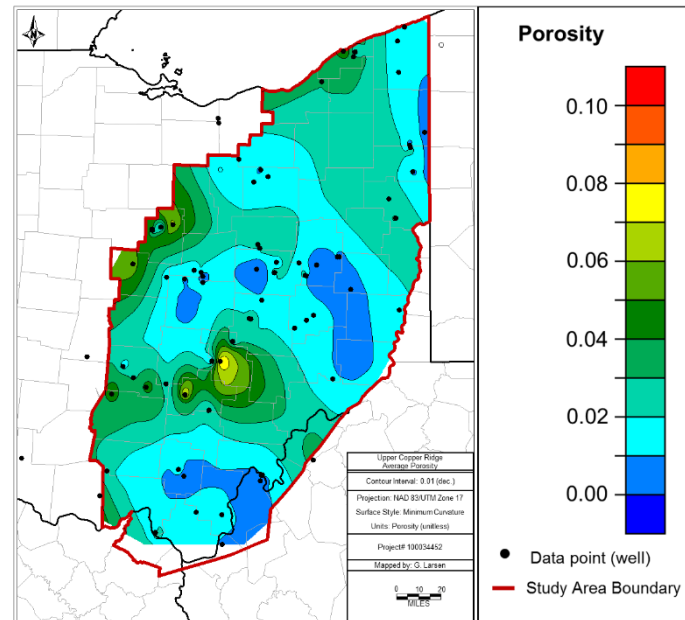 N
Upper Copper Ridge
Average Porosity
Contour Interval: 0.01 (dec.)
Projection: NAD 83/UTM Zone 17
Surface Style: Minimum Curvature
Units: Porosity (unitless)
Project# 100034452
Mapped by: G. Larsen
0 10 20
MILES
Porosity
0.10
0.08
0.06
0.04
0.02
0.00
Data point (well)
Study Area Boundary